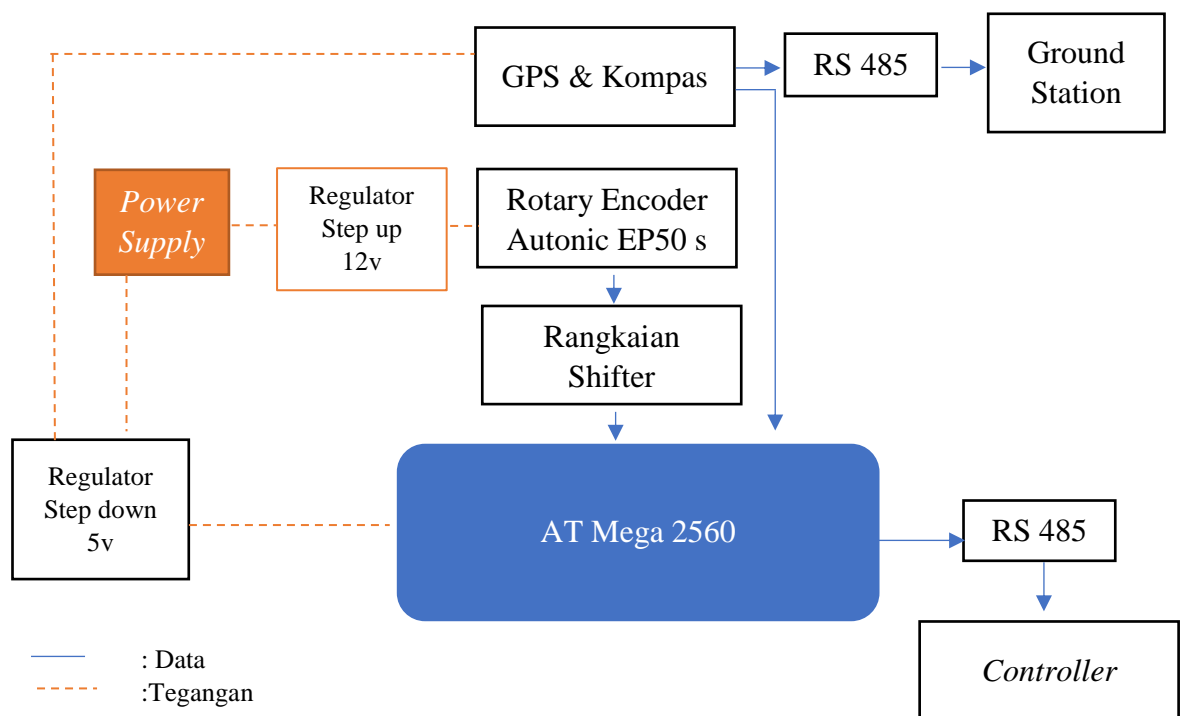 GPS & Kompas
RS 485
Ground
Station
Power
Supply
Regulator
Step up
12v
Rotary Encoder
Autonic EP50 s
Rangkaian
Shifter
Regulator
Step down
5v
AT Mega 2560
RS 485
Controller
: Data
:Tegangan